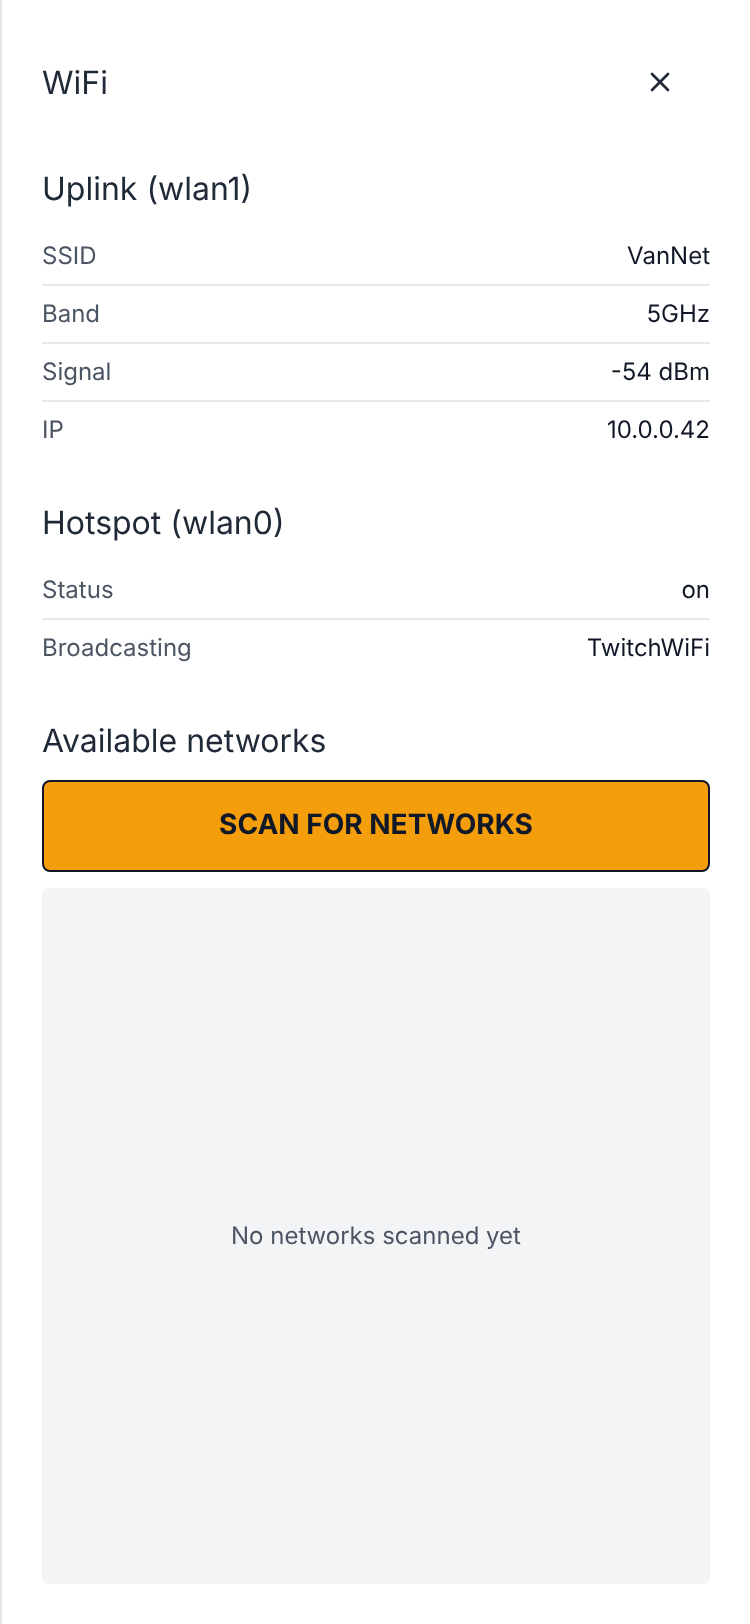 WiFi
Uplink (wlan1)
SSID VanNet
Band 5GHz
Signal -54 dBm
IP 10.0.0.42
Hotspot (wlan0)
Status on
Broadcasting TwitchWiFi
Available networks
SCAN FOR NETWORKS
No networks scanned yet